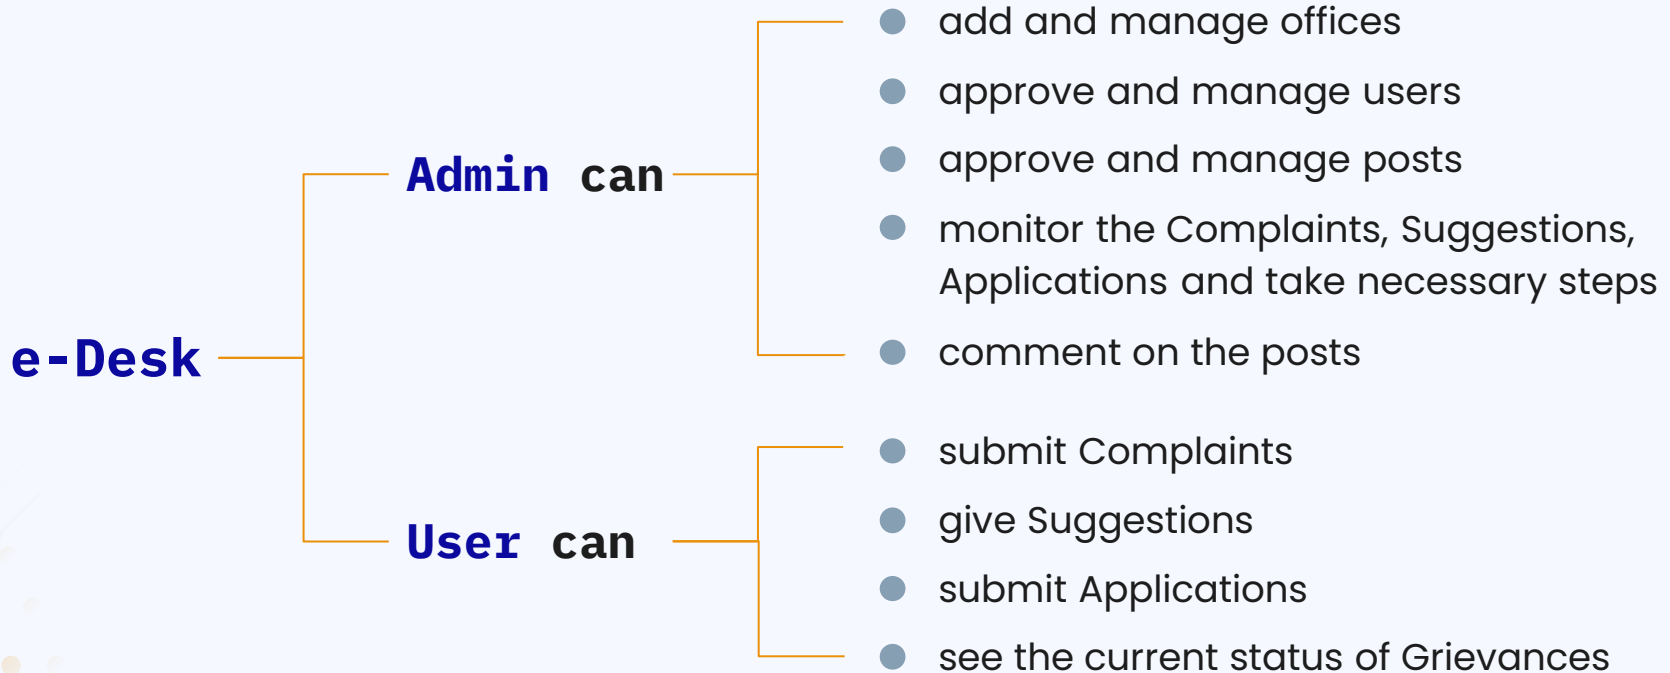 add and manage offices
approve and manage users
approve and manage posts
Admin can
monitor the Complaints, Suggestions,
Applications and take necessary steps
e-Desk
comment on the posts
submit Complaints
give Suggestions
User can
submit Applications
see the current status of Grievances